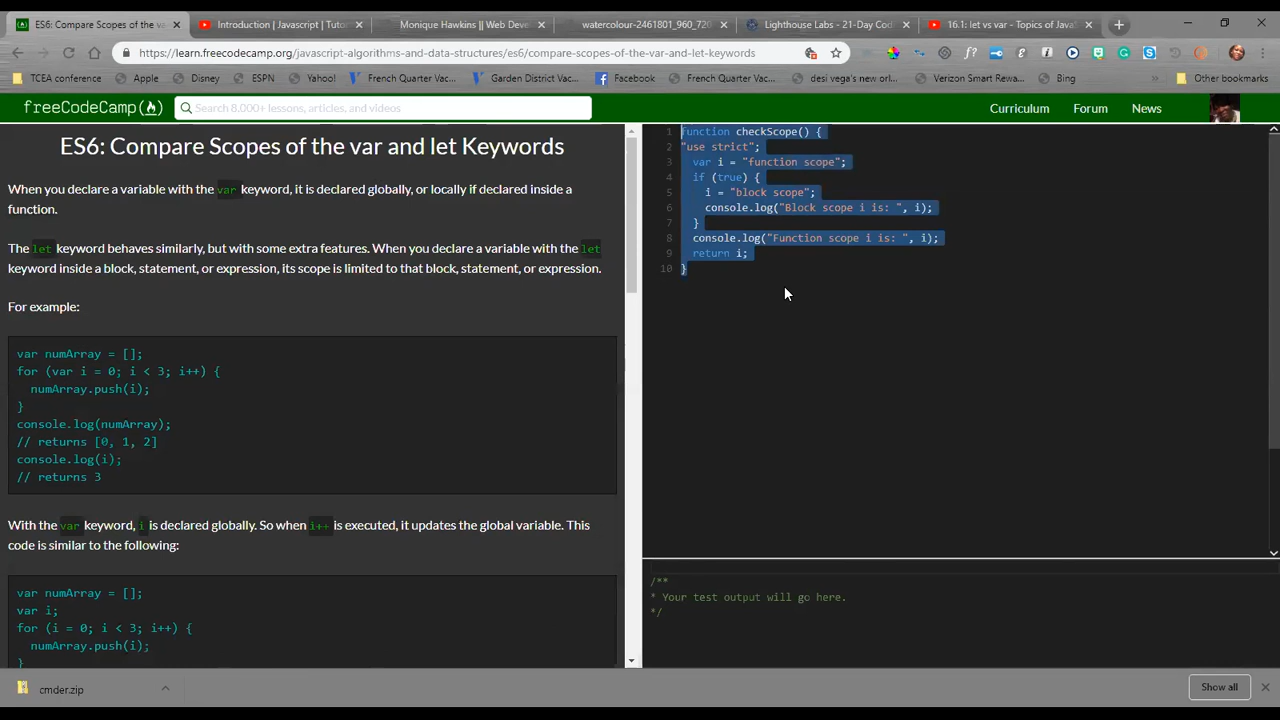 ES6: Compare Scopes of the va
Introduction | Javascript | Tutor
Monique Hawkins || Web Deve
watercolour-2461801_960_720
Lighthouse Labs - 21-Day Cod
16.1: let vs var - Topics of JavaS
https://learn.freecodecamp.org/javascript-algorithms-and-data-structures/es6/compare-scopes-of-the-var-and-let-keywords
TCEA conference
Apple
Disney
ESPN
Yahoo!
French Quarter Vac...
Garden District Vac...
Facebook
French Quarter Vac...
desi vega's new orl...
Verizon Smart Rewa...
Bing
»
Other bookmarks
freeCodeCamp
Search 8,000+ lessons, articles, and videos
Curriculum
Forum
News
ES6: Compare Scopes of the var and let Keywords
When you declare a variable with the var keyword, it is declared globally, or locally if declared inside a
function.
The let keyword behaves similarly, but with some extra features. When you declare a variable with the let
keyword inside a block, statement, or expression, its scope is limited to that block, statement, or expression.
For example:
var numArray = [];
for (var i = 0; i < 3; i++) {
numArray.push(i);
}
console.log(numArray);
// returns [0, 1, 2]
console.log(i);
// returns 3
With the var keyword, i is declared globally. So when i++ is executed, it updates the global variable. This
code is similar to the following:
var numArray = [];
var i;
for (i = 0; i < 3; i++) {
numArray.push(i);
}
1 function checkScope() {
2 "use strict";
3 var i = "function scope";
4 if (true) {
5 i = "block scope";
6 console.log("Block scope i is: ", i);
7 }
8 console.log("Function scope i is: ", i);
9 return i;
10 }
/**
* Your test output will go here.
*/
cmder.zip
Show all